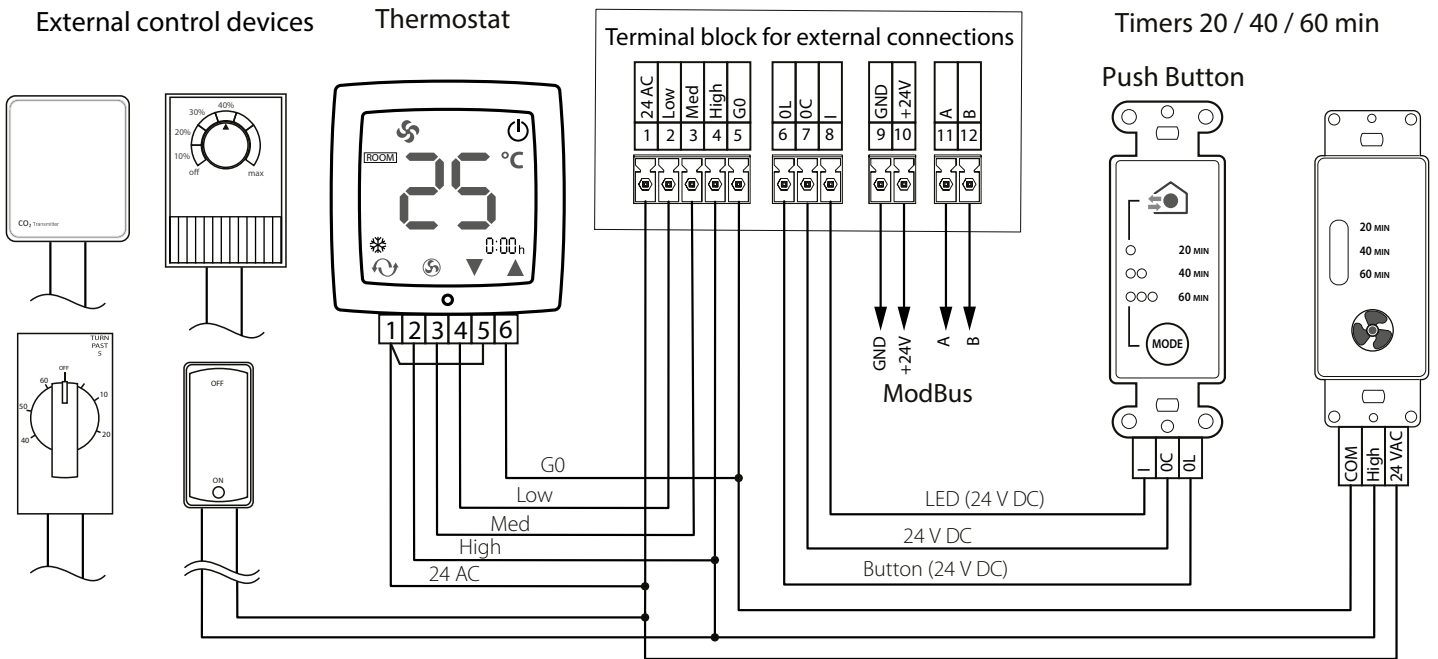 External control devices
Thermostat
Terminal block for external connections
Timers 20 / 40 / 60 min
Push Button
24 AC
Low
Med
High
G0
0L
0C
I
GND
+24V
A
B
1 2 3 4 5 6 7 8 9 10 11 12
CO₂ Transmitter
off
10%
20%
30%
40%
max
ROOM
25 °C
0:00h
1 2 3 4 5 6
TURN
PAST
5
OFF
10
20
40
50
60
OFF
ON
GND
+24V
A
B
ModBus
20 MIN
40 MIN
60 MIN
MODE
I
0C
0L
20 MIN
40 MIN
60 MIN
COM
High
24 VAC
G0
Low
Med
High
24 AC
LED (24 V DC)
24 V DC
Button (24 V DC)